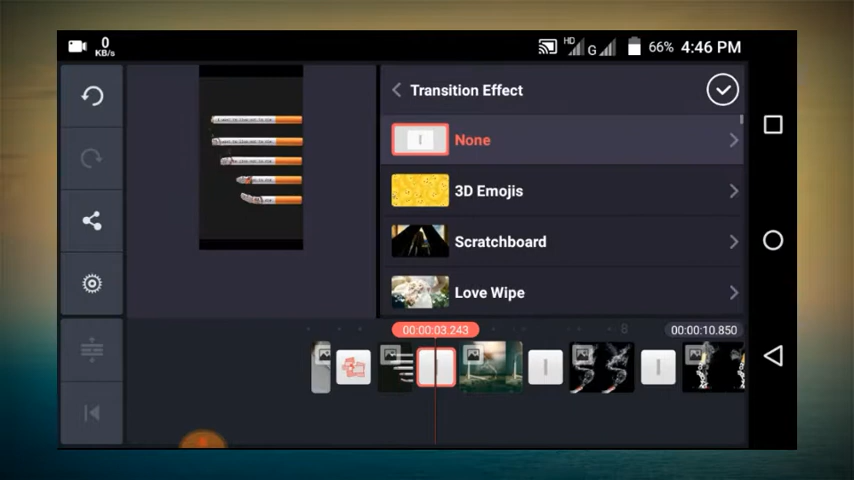 0
KB/s
HD
G
66% 4:46 PM
Transition Effect
None
3D Emojis
Scratchboard
Love Wipe
00:00:03.243
8
00:00:10.850